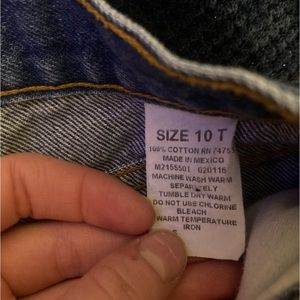 SIZE 10 T
100% COTTON RN 74753
MADE IN MEXICO
M2155501 020116
MACHINE WASH WARM
SEPARATELY
TUMBLE DRY WARM
DO NOT USE CHLORINE
BLEACH
WARM TEMPERATURE
IRON